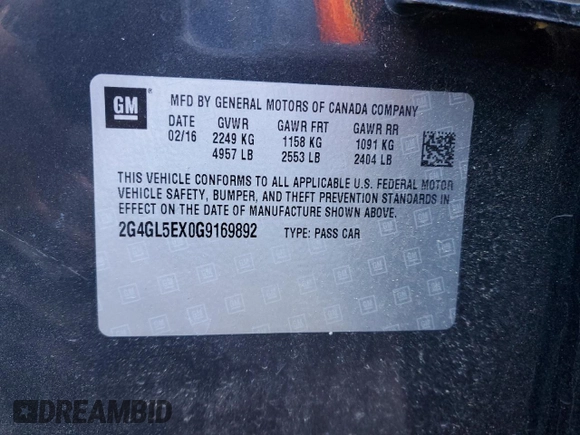 GM
MFD BY GENERAL MOTORS OF CANADA COMPANY
DATE GVWR GAWR FRT GAWR RR
02/16 2249 KG 1158 KG 1091 KG
4957 LB 2553 LB 2404 LB
THIS VEHICLE CONFORMS TO ALL APPLICABLE U.S. FEDERAL MOTOR
VEHICLE SAFETY, BUMPER, AND THEFT PREVENTION STANDARDS IN
EFFECT ON THE DATE OF MANUFACTURE SHOWN ABOVE.
2G4GL5EX0G9169892 TYPE: PASS CAR
DREAMBID